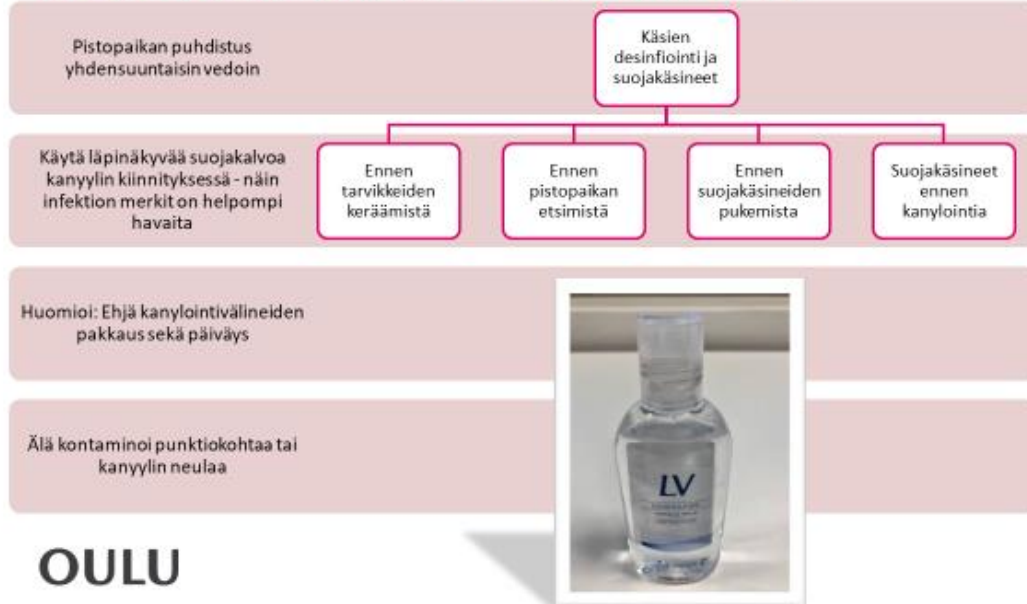 Pistopaikan puhdistus
yhdensuuntaisin vedoin
Käsien
desinfiointi ja
suojakäsineet
Käytä läpinäkyvää suojakalvoa
kanyylin kiinnityksessä - näin
infektion merkit on helpompi
havaita
Ennen
tarvikkeiden
keräämistä
Ennen
pistopaikan
etsimistä
Ennen
suojakäsineiden
pukemista
Suojakäsineet
ennen
kanylointia
Huomioi: Ehjä kanylointivälineiden
pakkaus sekä päiväys
Älä kontaminoi punktiokohtaa tai
kanyylin neulaa
LV
OULU